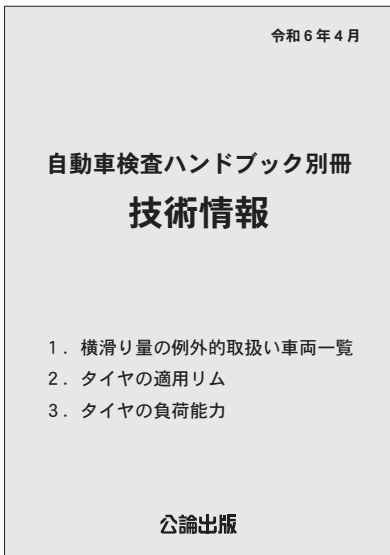 令和６年４月
自動車検査ハンドブック別冊
技術情報
１．横滑り量の例外的取扱い車両一覧
２．タイヤの適用リム
３．タイヤの負荷能力
公論出版